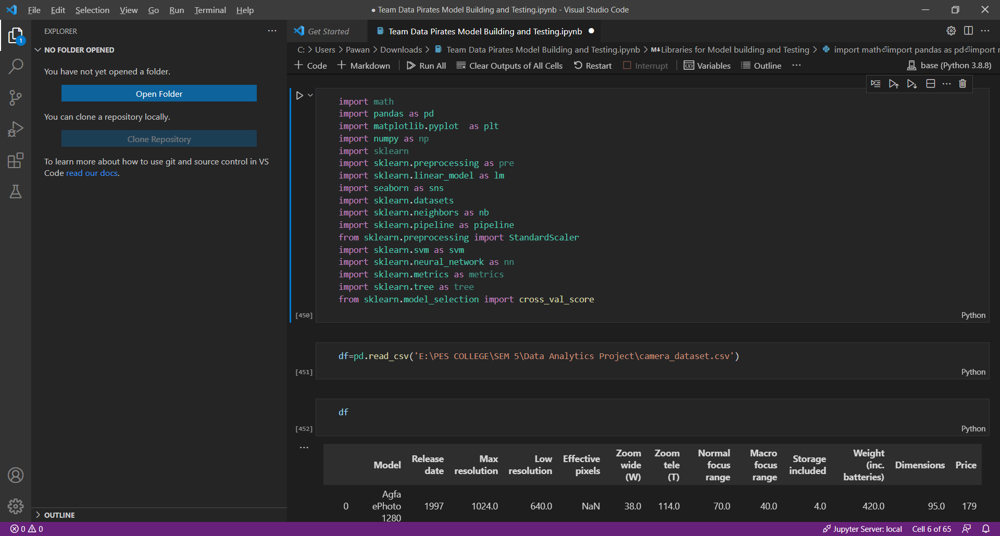 File Edit Selection View Go Run Terminal Help
● Team Data Pirates Model Building and Testing.ipynb - Visual Studio Code
EXPLORER
NO FOLDER OPENED
You have not yet opened a folder.
Open Folder
You can clone a repository locally.
Clone Repository
To learn more about how to use git and source control in VS
Code read our docs.
OUTLINE
1
Get Started
Team Data Pirates Model Building and Testing.ipynb ●
C: > Users > Pawan > Downloads > Team Data Pirates Model Building and Testing.ipynb > M↓Libraries for Model building and Testing > import math⏎import pandas as pd⏎import r
+ Code + Markdown Run All Clear Outputs of All Cells Restart Interrupt Variables Outline ··· base (Python 3.8.8)
import math
import pandas as pd
import matplotlib.pyplot  as plt
import numpy as np
import sklearn
import sklearn.preprocessing as pre
import sklearn.linear_model as lm
import seaborn as sns
import sklearn.datasets
import sklearn.neighbors as nb
import sklearn.pipeline as pipeline
from sklearn.preprocessing import StandardScaler
import sklearn.svm as svm
import sklearn.neural_network as nn
import sklearn.metrics as metrics
import sklearn.tree as tree
from sklearn.model_selection import cross_val_score
[450] Python
df=pd.read_csv('E:\PES COLLEGE\SEM 5\Data Analytics Project\camera_dataset.csv')
[451] Python
df
[452] Python
Model Release date Max resolution Low resolution Effective pixels Zoom wide (W) Zoom tele (T) Normal focus range Macro focus range Storage included Weight (inc. batteries) Dimensions Price
0 Agfa ePhoto 1280 1997 1024.0 640.0 NaN 38.0 114.0 70.0 40.0 4.0 420.0 95.0 179
0 0 Jupyter Server: local Cell 6 of 65